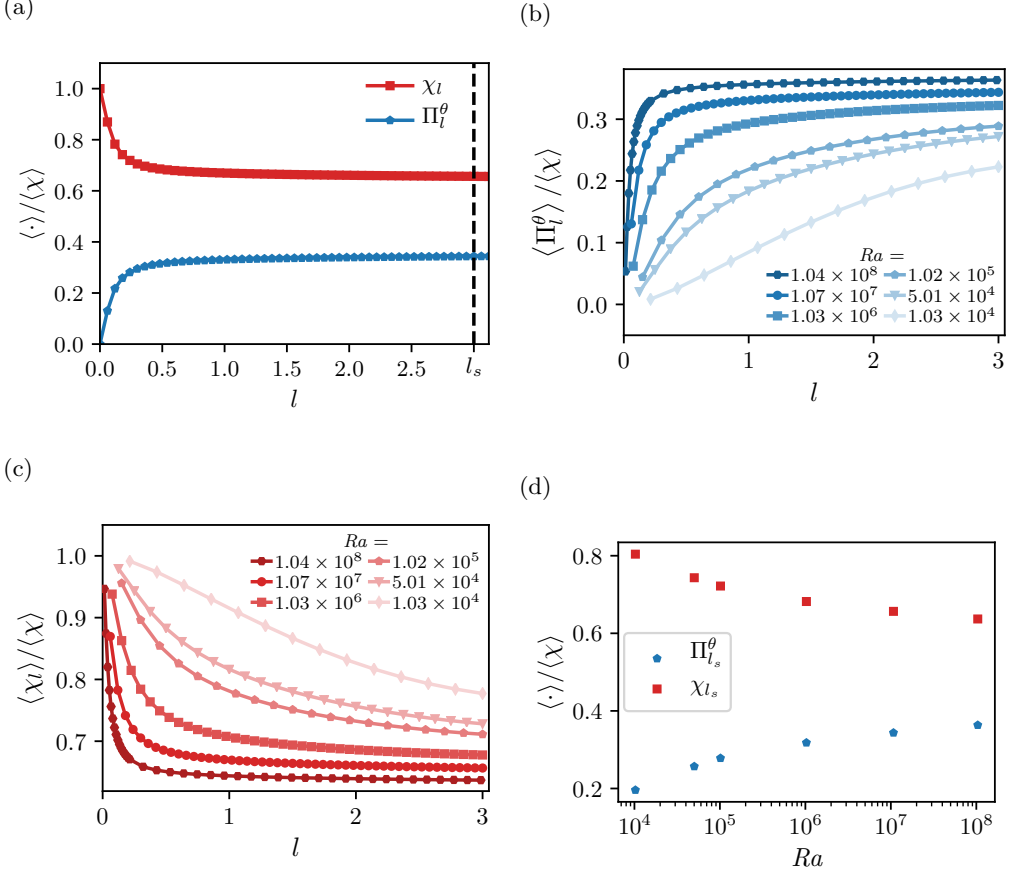 (a)
⟨·⟩/⟨χ⟩
1.0
0.8
0.6
0.4
0.2
0.0
χ_l
Π_l^θ
0.0 0.5 1.0 1.5 2.0 2.5 l_s
l
(b)
⟨Π_l^θ⟩/⟨χ⟩
0.3
0.2
0.1
0.0
Ra =
1.04 × 10^8 1.02 × 10^5
1.07 × 10^7 5.01 × 10^4
1.03 × 10^6 1.03 × 10^4
0 1 2 3
l
(c)
⟨χ_l⟩/⟨χ⟩
1.0
0.9
0.8
0.7
Ra =
1.04 × 10^8 1.02 × 10^5
1.07 × 10^7 5.01 × 10^4
1.03 × 10^6 1.03 × 10^4
0 1 2 3
l
(d)
⟨·⟩/⟨χ⟩
0.8
0.6
0.4
0.2
Π_{l_s}^θ
χ_{l_s}
10^4 10^5 10^6 10^7 10^8
Ra